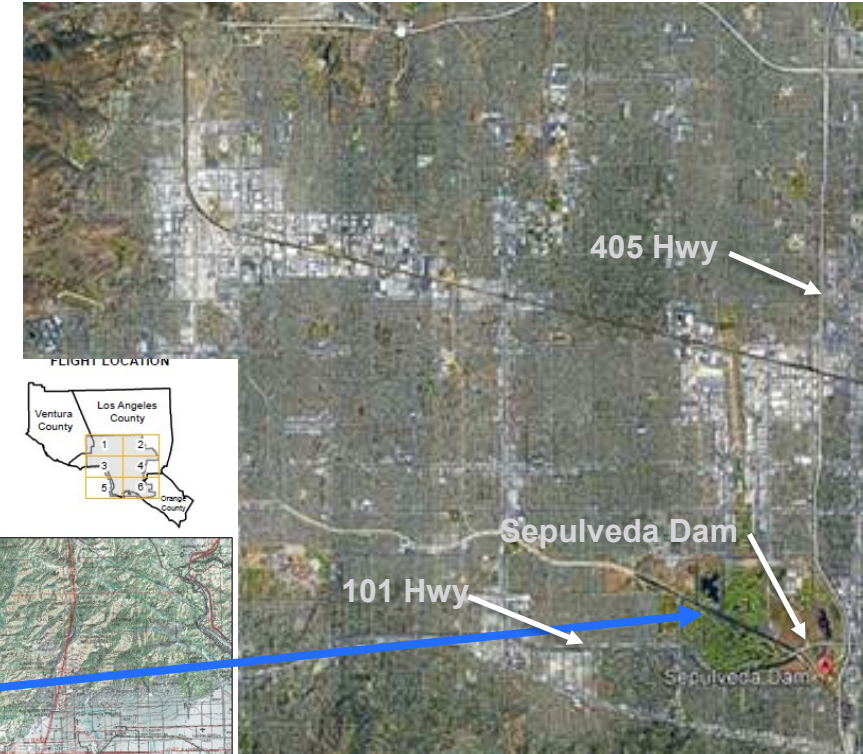 405 Hwy
FLIGHT LOCATION
Ventura
County
Los Angeles
County
1
2
3
4
5
6
Orange
County
Sepulveda Dam
101 Hwy
Sepulveda Dam